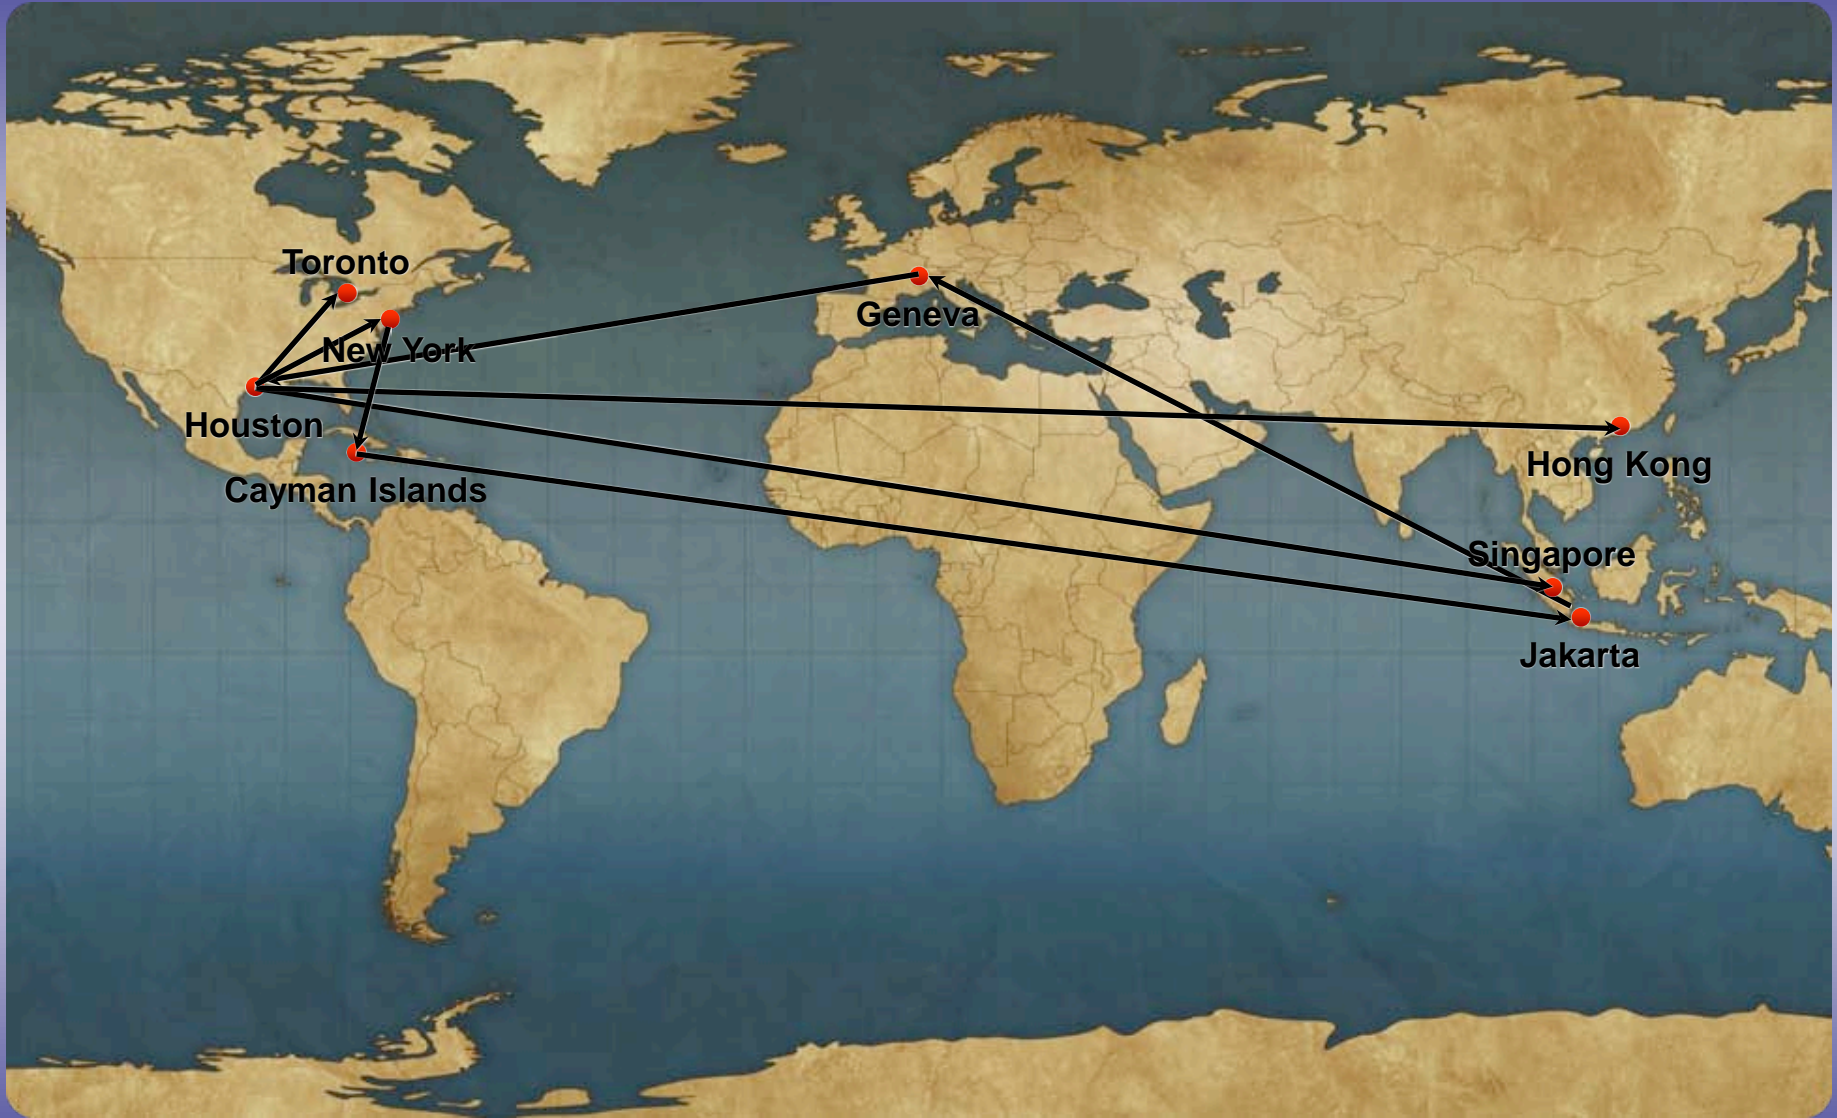 Toronto
Geneva
New York
Houston
Hong Kong
Cayman Islands
Singapore
Jakarta